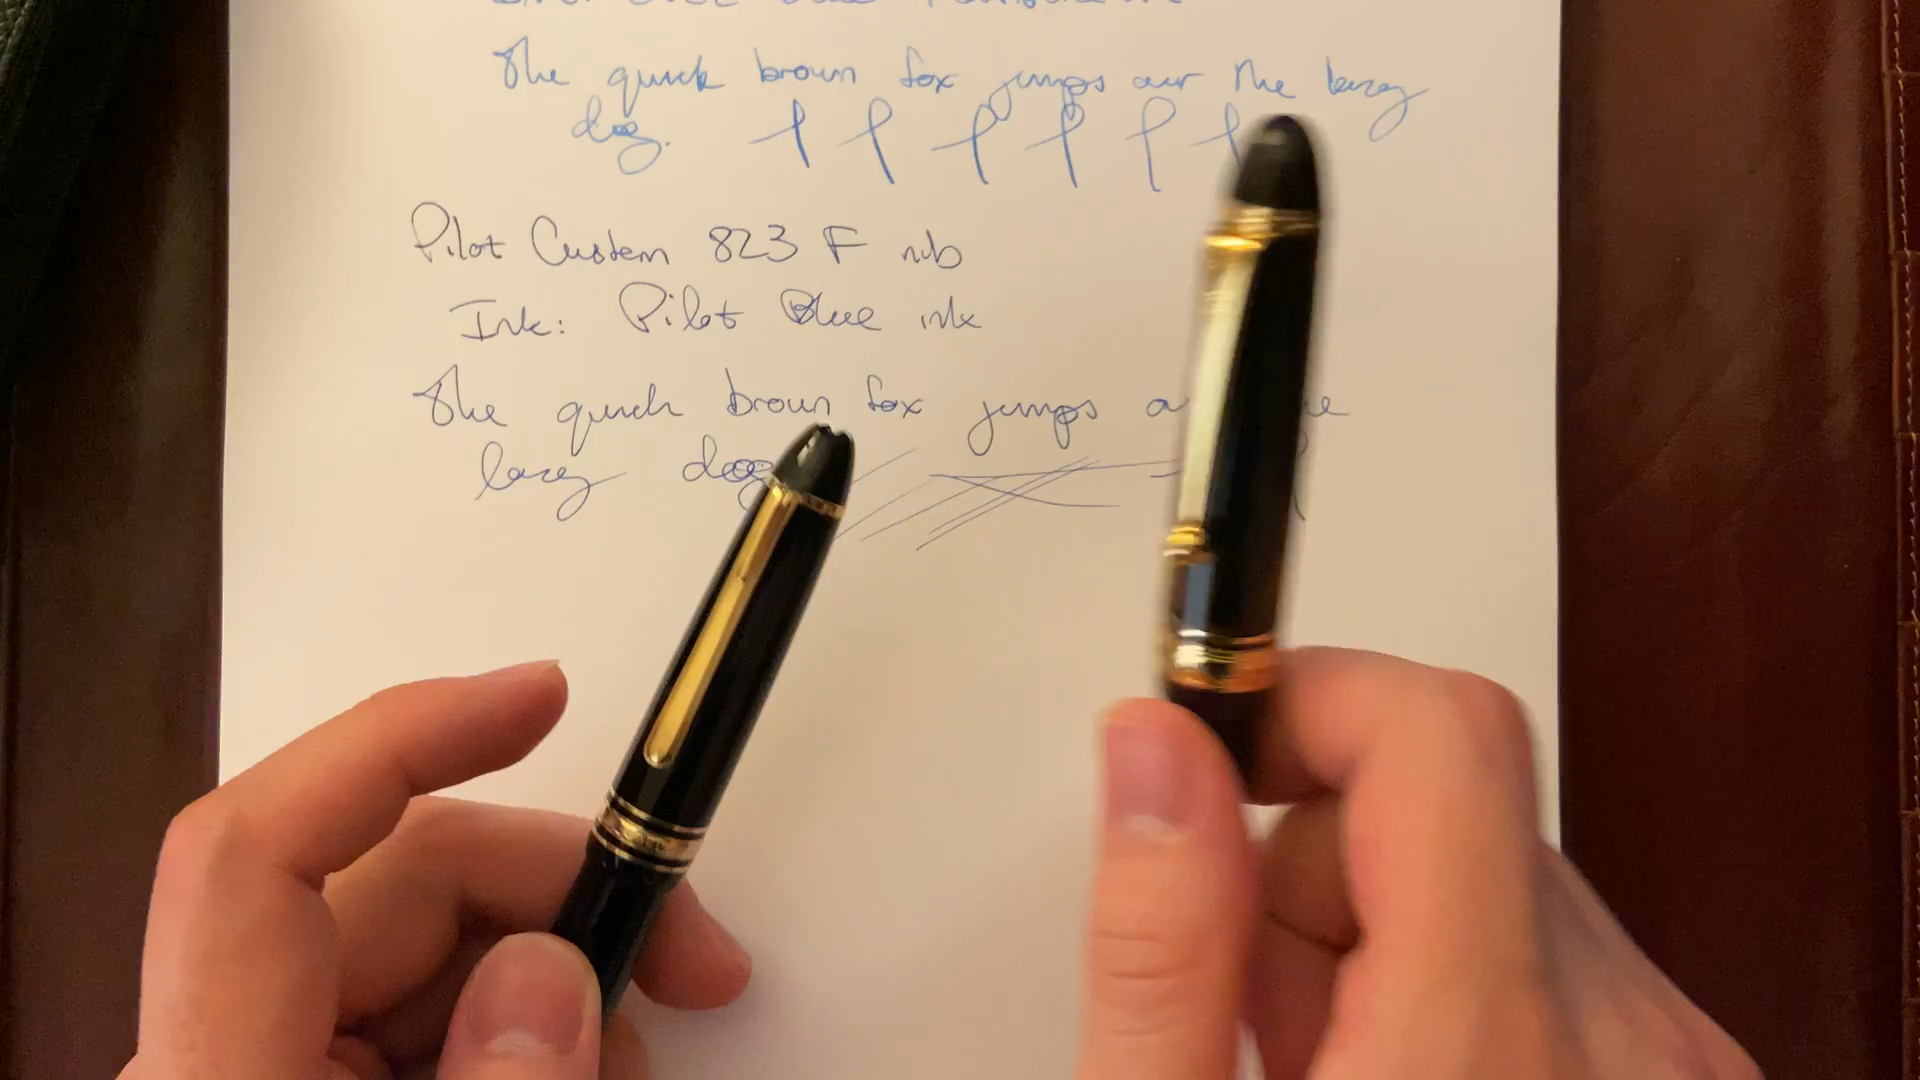 The quick brown fox jumps over the lazy
dog.
Pilot Custom 823 F nib
Ink: Pilot Blue ink
The quick brown fox jumps
lazy dog